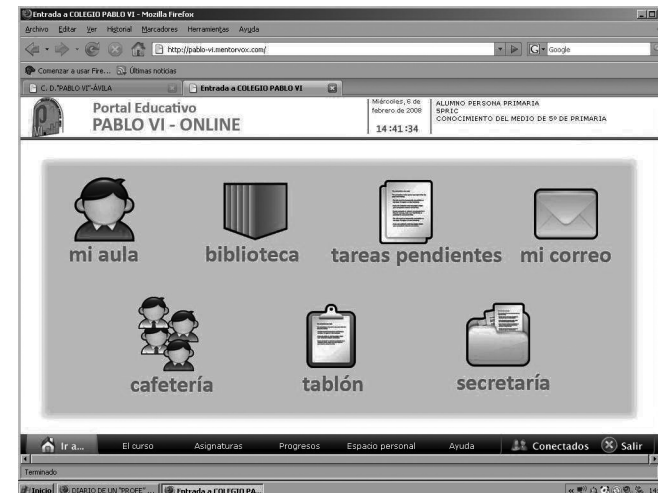 Entrada a COLEGIO PABLO VI - Mozilla Firefox
Archivo Editar Ver Historial Marcadores Herramientas Ayuda
http://pablo-vi.mentorvox.com/
Google
Comenzar a usar Fire... Últimas noticias
C. D."PABLO VI"-ÁVILA
Entrada a COLEGIO PABLO VI
Portal Educativo
PABLO VI - ONLINE
Miércoles, 6 de
febrero de 2008
14:41:34
ALUMNO PERSONA PRIMARIA
5PRIC
CONOCIMIENTO DEL MEDIO DE 5º DE PRIMARIA
mi aula biblioteca tareas pendientes mi correo
cafetería tablón secretaría
Ir a... El curso Asignaturas Progresos Espacio personal Ayuda Conectados Salir
Terminado
Inicio DIARIO DE UN "PROFE" ... Entrada a COLEGIO PA...